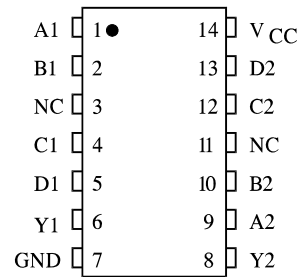 A1 1 14 VCC
B1 2 13 D2
NC 3 12 C2
C1 4 11 NC
D1 5 10 B2
Y1 6 9 A2
GND 7 8 Y2